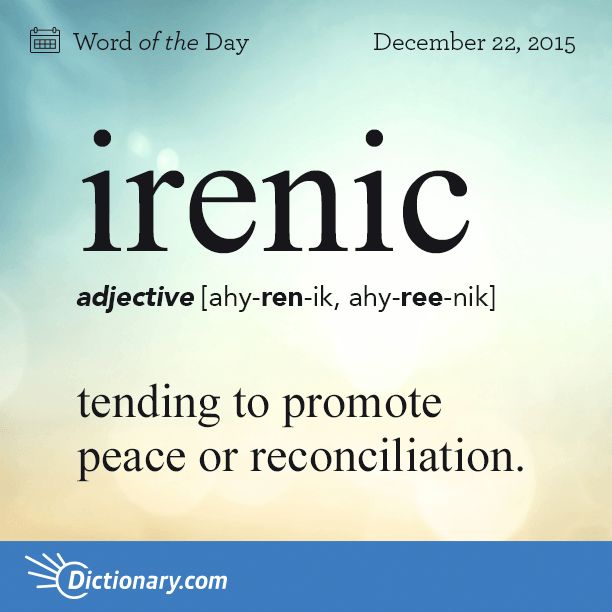 Word of the Day
December 22, 2015
irenic
adjective [ahy-ren-ik, ahy-ree-nik]
tending to promote
peace or reconciliation.
Dictionary.com